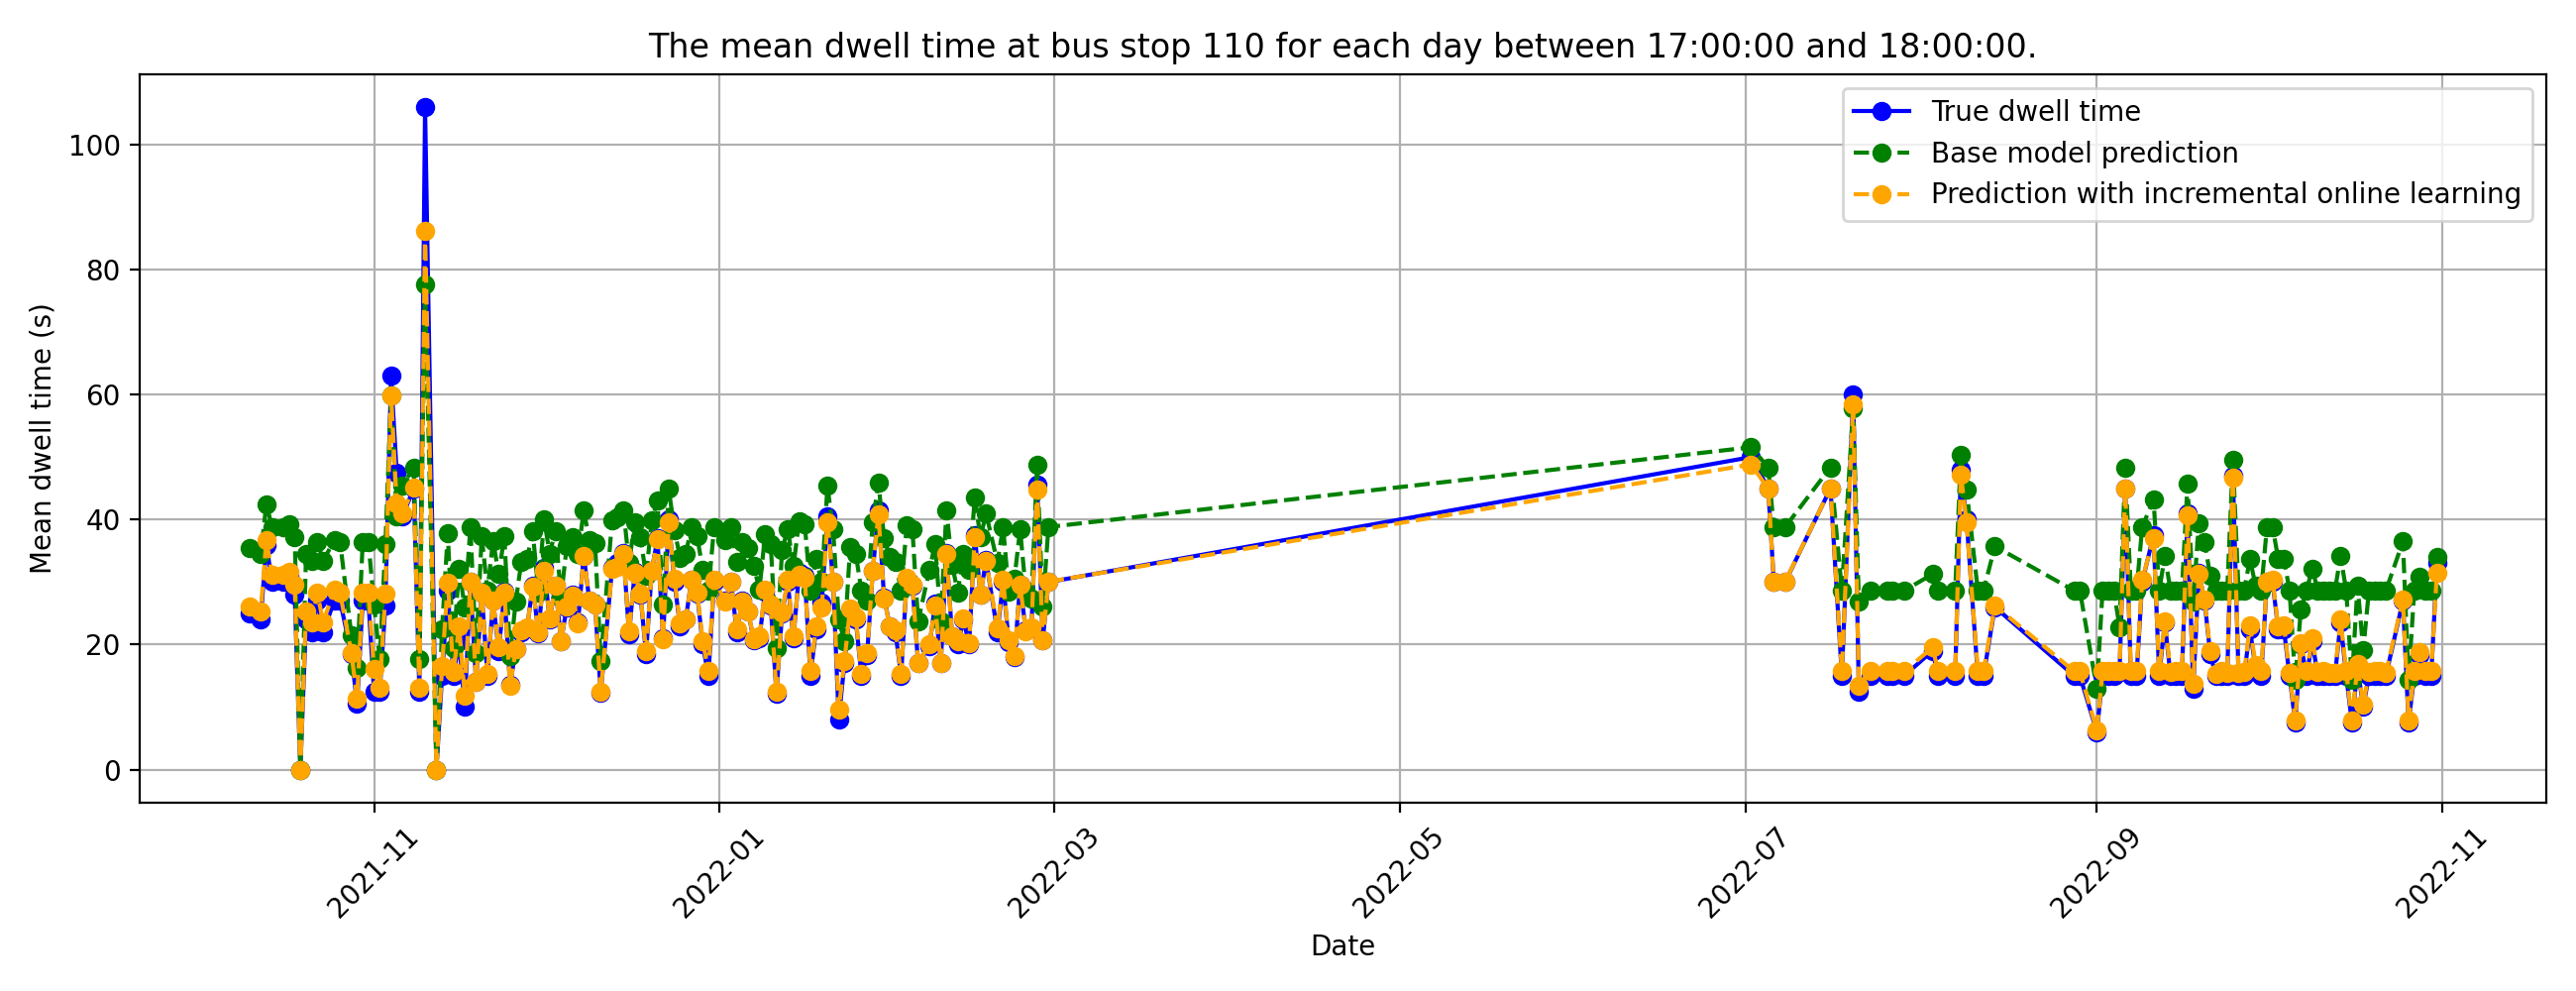 The mean dwell time at bus stop 110 for each day between 17:00:00 and 18:00:00.
True dwell time
Base model prediction
Prediction with incremental online learning
Mean dwell time (s)
100
80
60
40
20
0
2021-11
2022-01
2022-03
2022-05
2022-07
2022-09
2022-11
Date